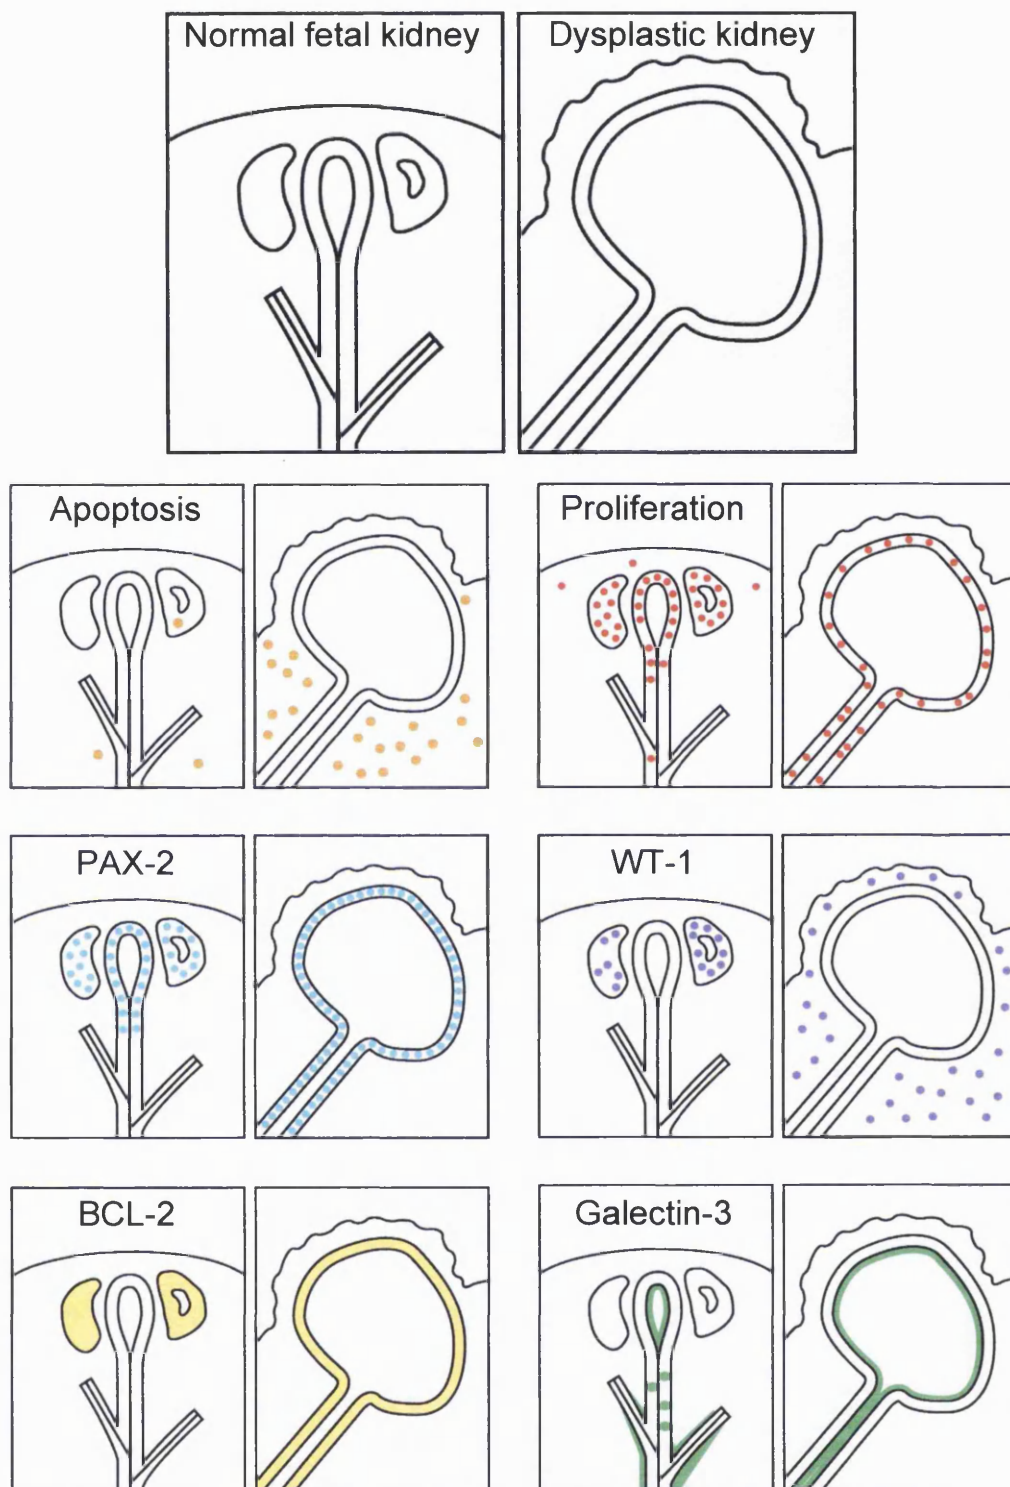 Normal fetal kidney
Dysplastic kidney
Apoptosis
Proliferation
PAX-2
WT-1
BCL-2
Galectin-3